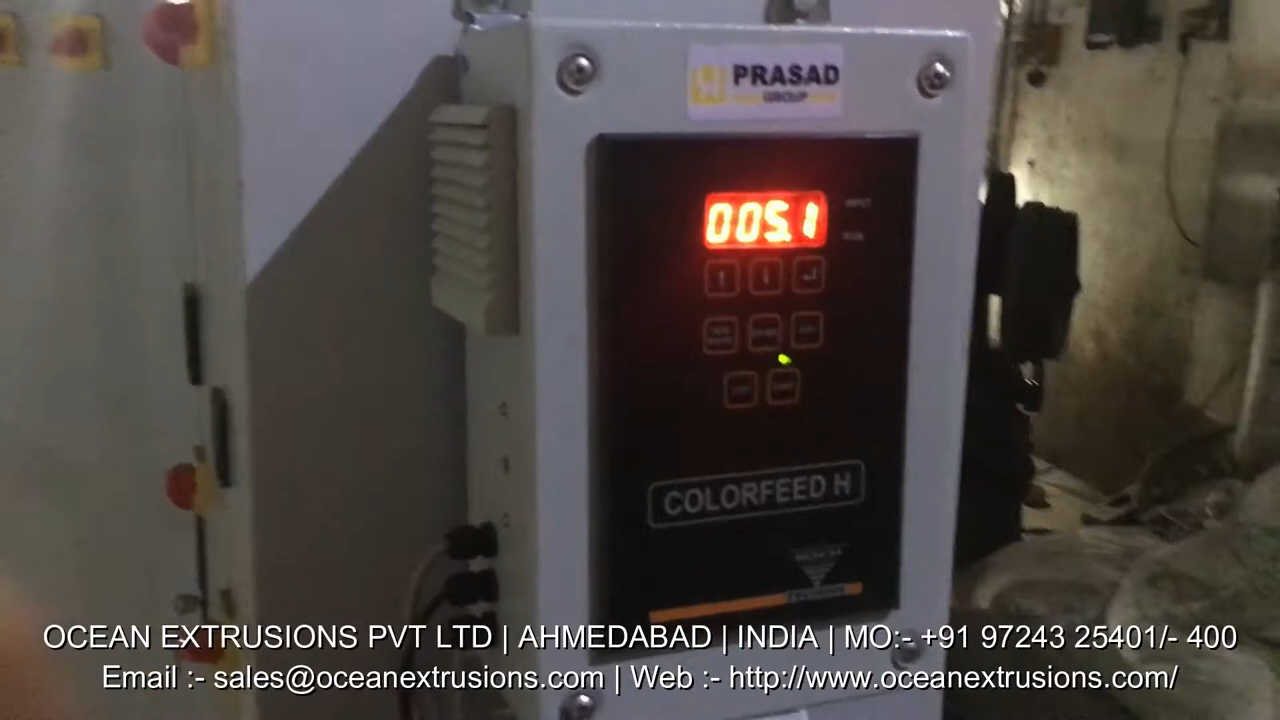 PRASAD
GROUP
005.1
INPUT
COLORFEED H
OCEAN EXTRUSIONS PVT LTD | AHMEDABAD | INDIA | MO:- +91 97243 25401/- 400
Email :- sales@oceanextrusions.com | Web :- http://www.oceanextrusions.com/